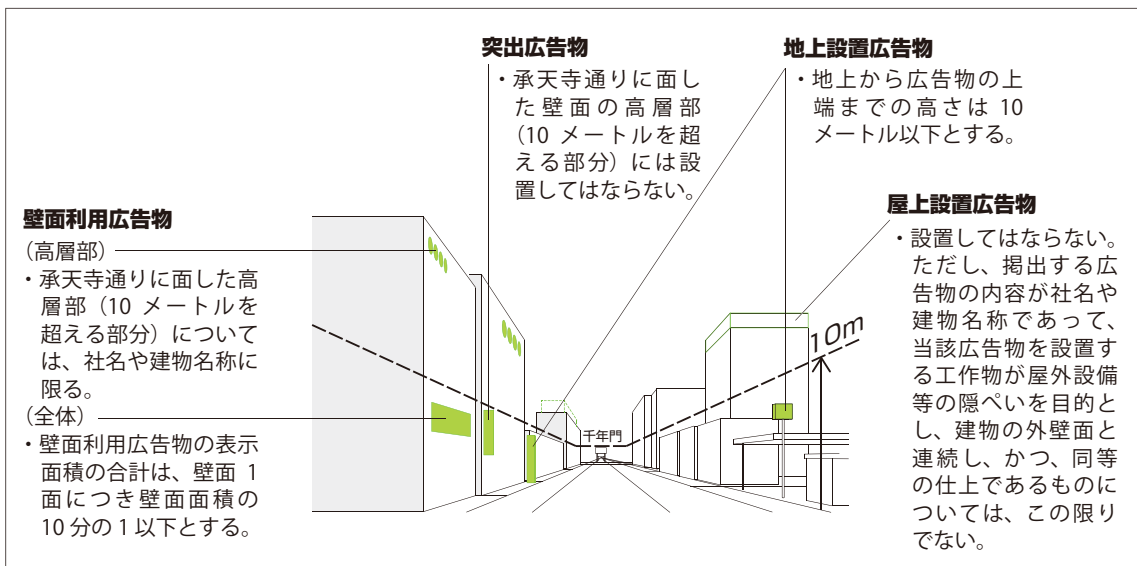 突出広告物
・承天寺通りに面し
た壁面の高層部
（10 メートルを超
える部分）には設
置してはならない。
地上設置広告物
・地上から広告物の上
端までの高さは 10
メートル以下とする。
壁面利用広告物
（高層部）
・承天寺通りに面した高
層部（10 メートルを
超える部分）について
は、社名や建物名称に
限る。
（全体）
・壁面利用広告物の表示
面積の合計は、壁面 1
面につき壁面面積の
10 分の 1 以下とする。
屋上設置広告物
・設置してはならない。
ただし、掲出する広
告物の内容が社名や
建物名称であって、
当該広告物を設置す
る工作物が屋外設備
等の隠ぺいを目的と
し、建物の外壁面と
連続し、かつ、同等
の仕上であるものに
ついては、この限り
でない。
10m
千年門